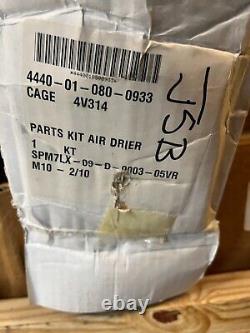 4440-01-080-0933
CAGE 4V314
PARTS KIT AIR DRIER
1 KT
SPM7LX-09-D-0003-05VR
M10 - 2/10
J5B
ebay